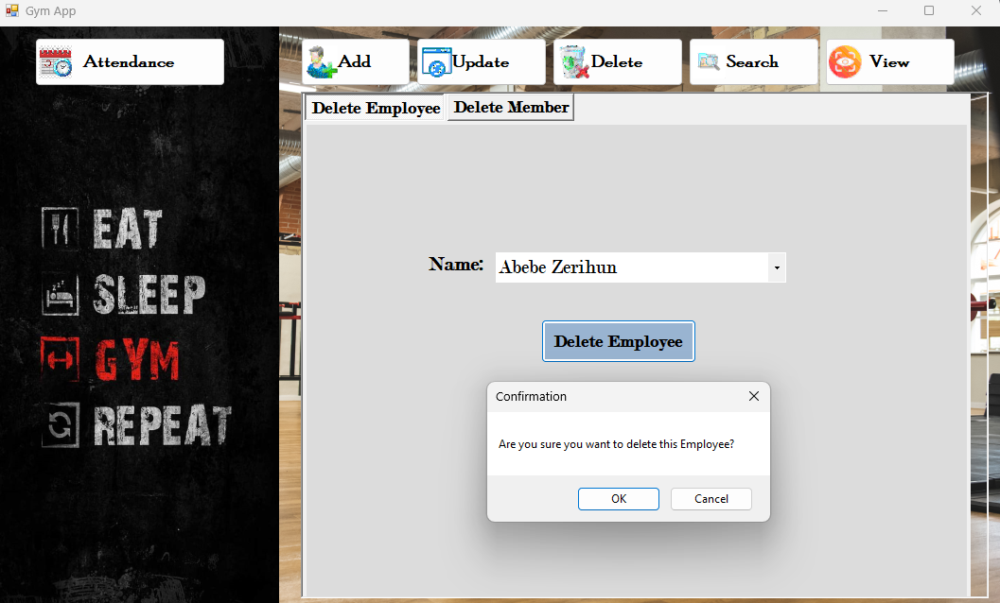 Gym App
Attendance
Add
Update
Delete
Search
View
Delete Employee
Delete Member
EAT
SLEEP
GYM
REPEAT
Name:
Abebe Zerihun
Delete Employee
Confirmation
Are you sure you want to delete this Employee?
OK
Cancel